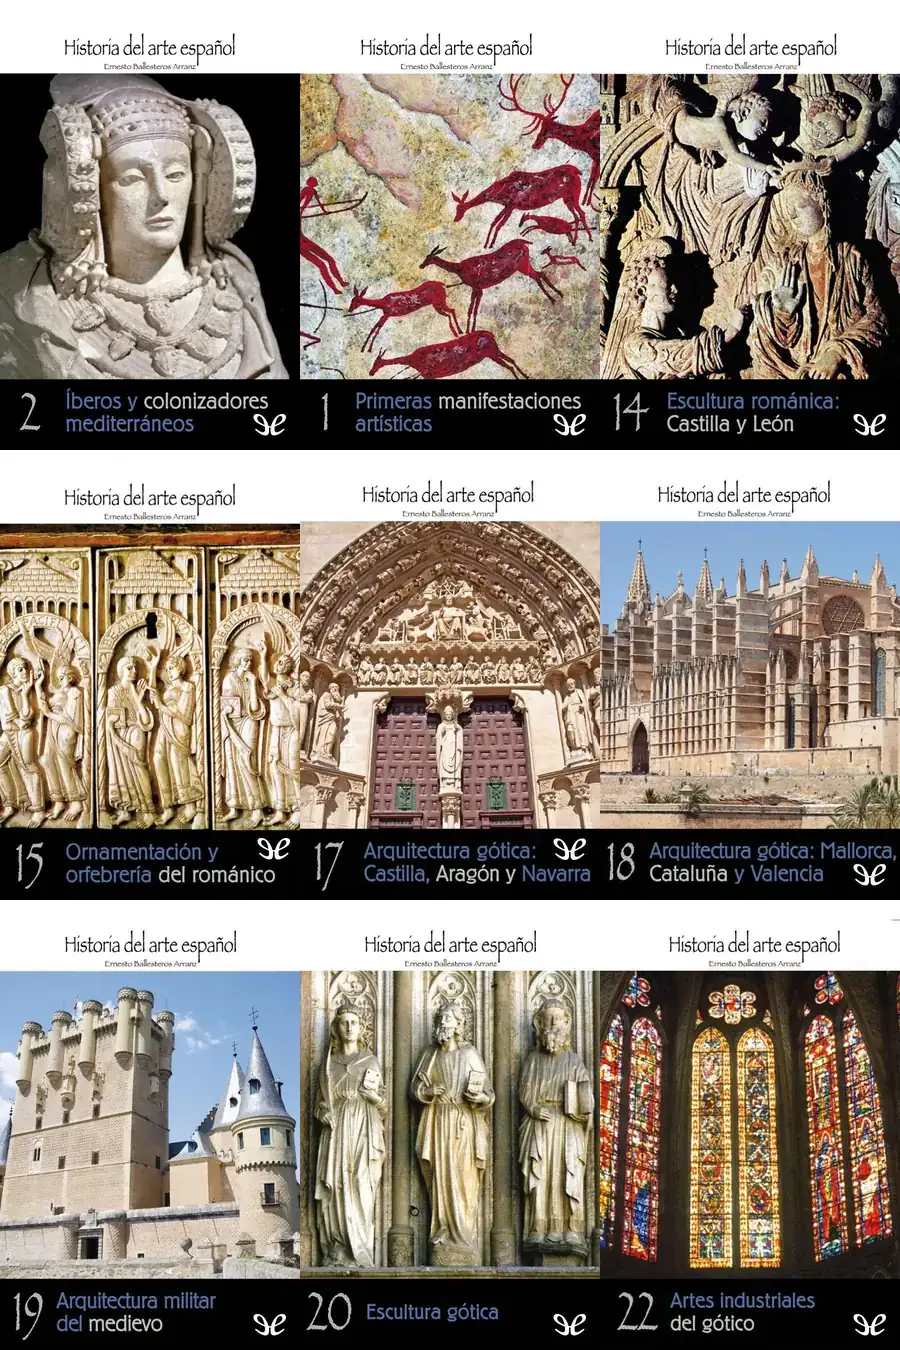 Historia del arte español
Ernesto Ballesteros Arranz
2
Íberos y colonizadores
mediterráneos
Historia del arte español
Ernesto Ballesteros Arranz
1
Primeras manifestaciones
artísticas
Historia del arte español
Ernesto Ballesteros Arranz
14
Escultura románica:
Castilla y León
Historia del arte español
Ernesto Ballesteros Arranz
15
Ornamentación y
orfebrería del románico
Historia del arte español
Ernesto Ballesteros Arranz
17
Arquitectura gótica:
Castilla, Aragón y Navarra
Historia del arte español
Ernesto Ballesteros Arranz
18
Arquitectura gótica: Mallorca,
Cataluña y Valencia
Historia del arte español
Ernesto Ballesteros Arranz
19
Arquitectura militar
del medievo
Historia del arte español
Ernesto Ballesteros Arranz
20
Escultura gótica
Historia del arte español
Ernesto Ballesteros Arranz
22
Artes industriales
del gótico